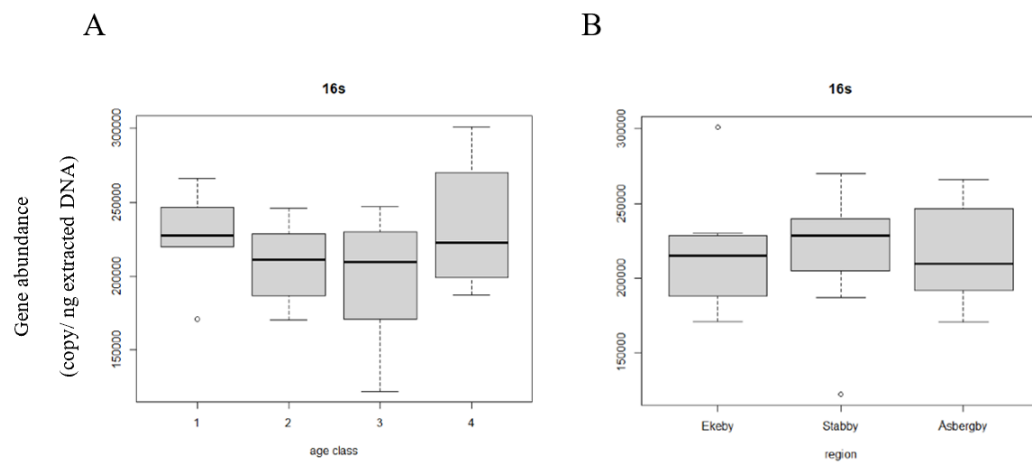 A
B
16s
16s
Gene abundance
(copy/ ng extracted DNA)
300000
250000
200000
150000
300000
250000
200000
150000
1 2 3 4
age class
Ekeby Stabby Åsbergby
region